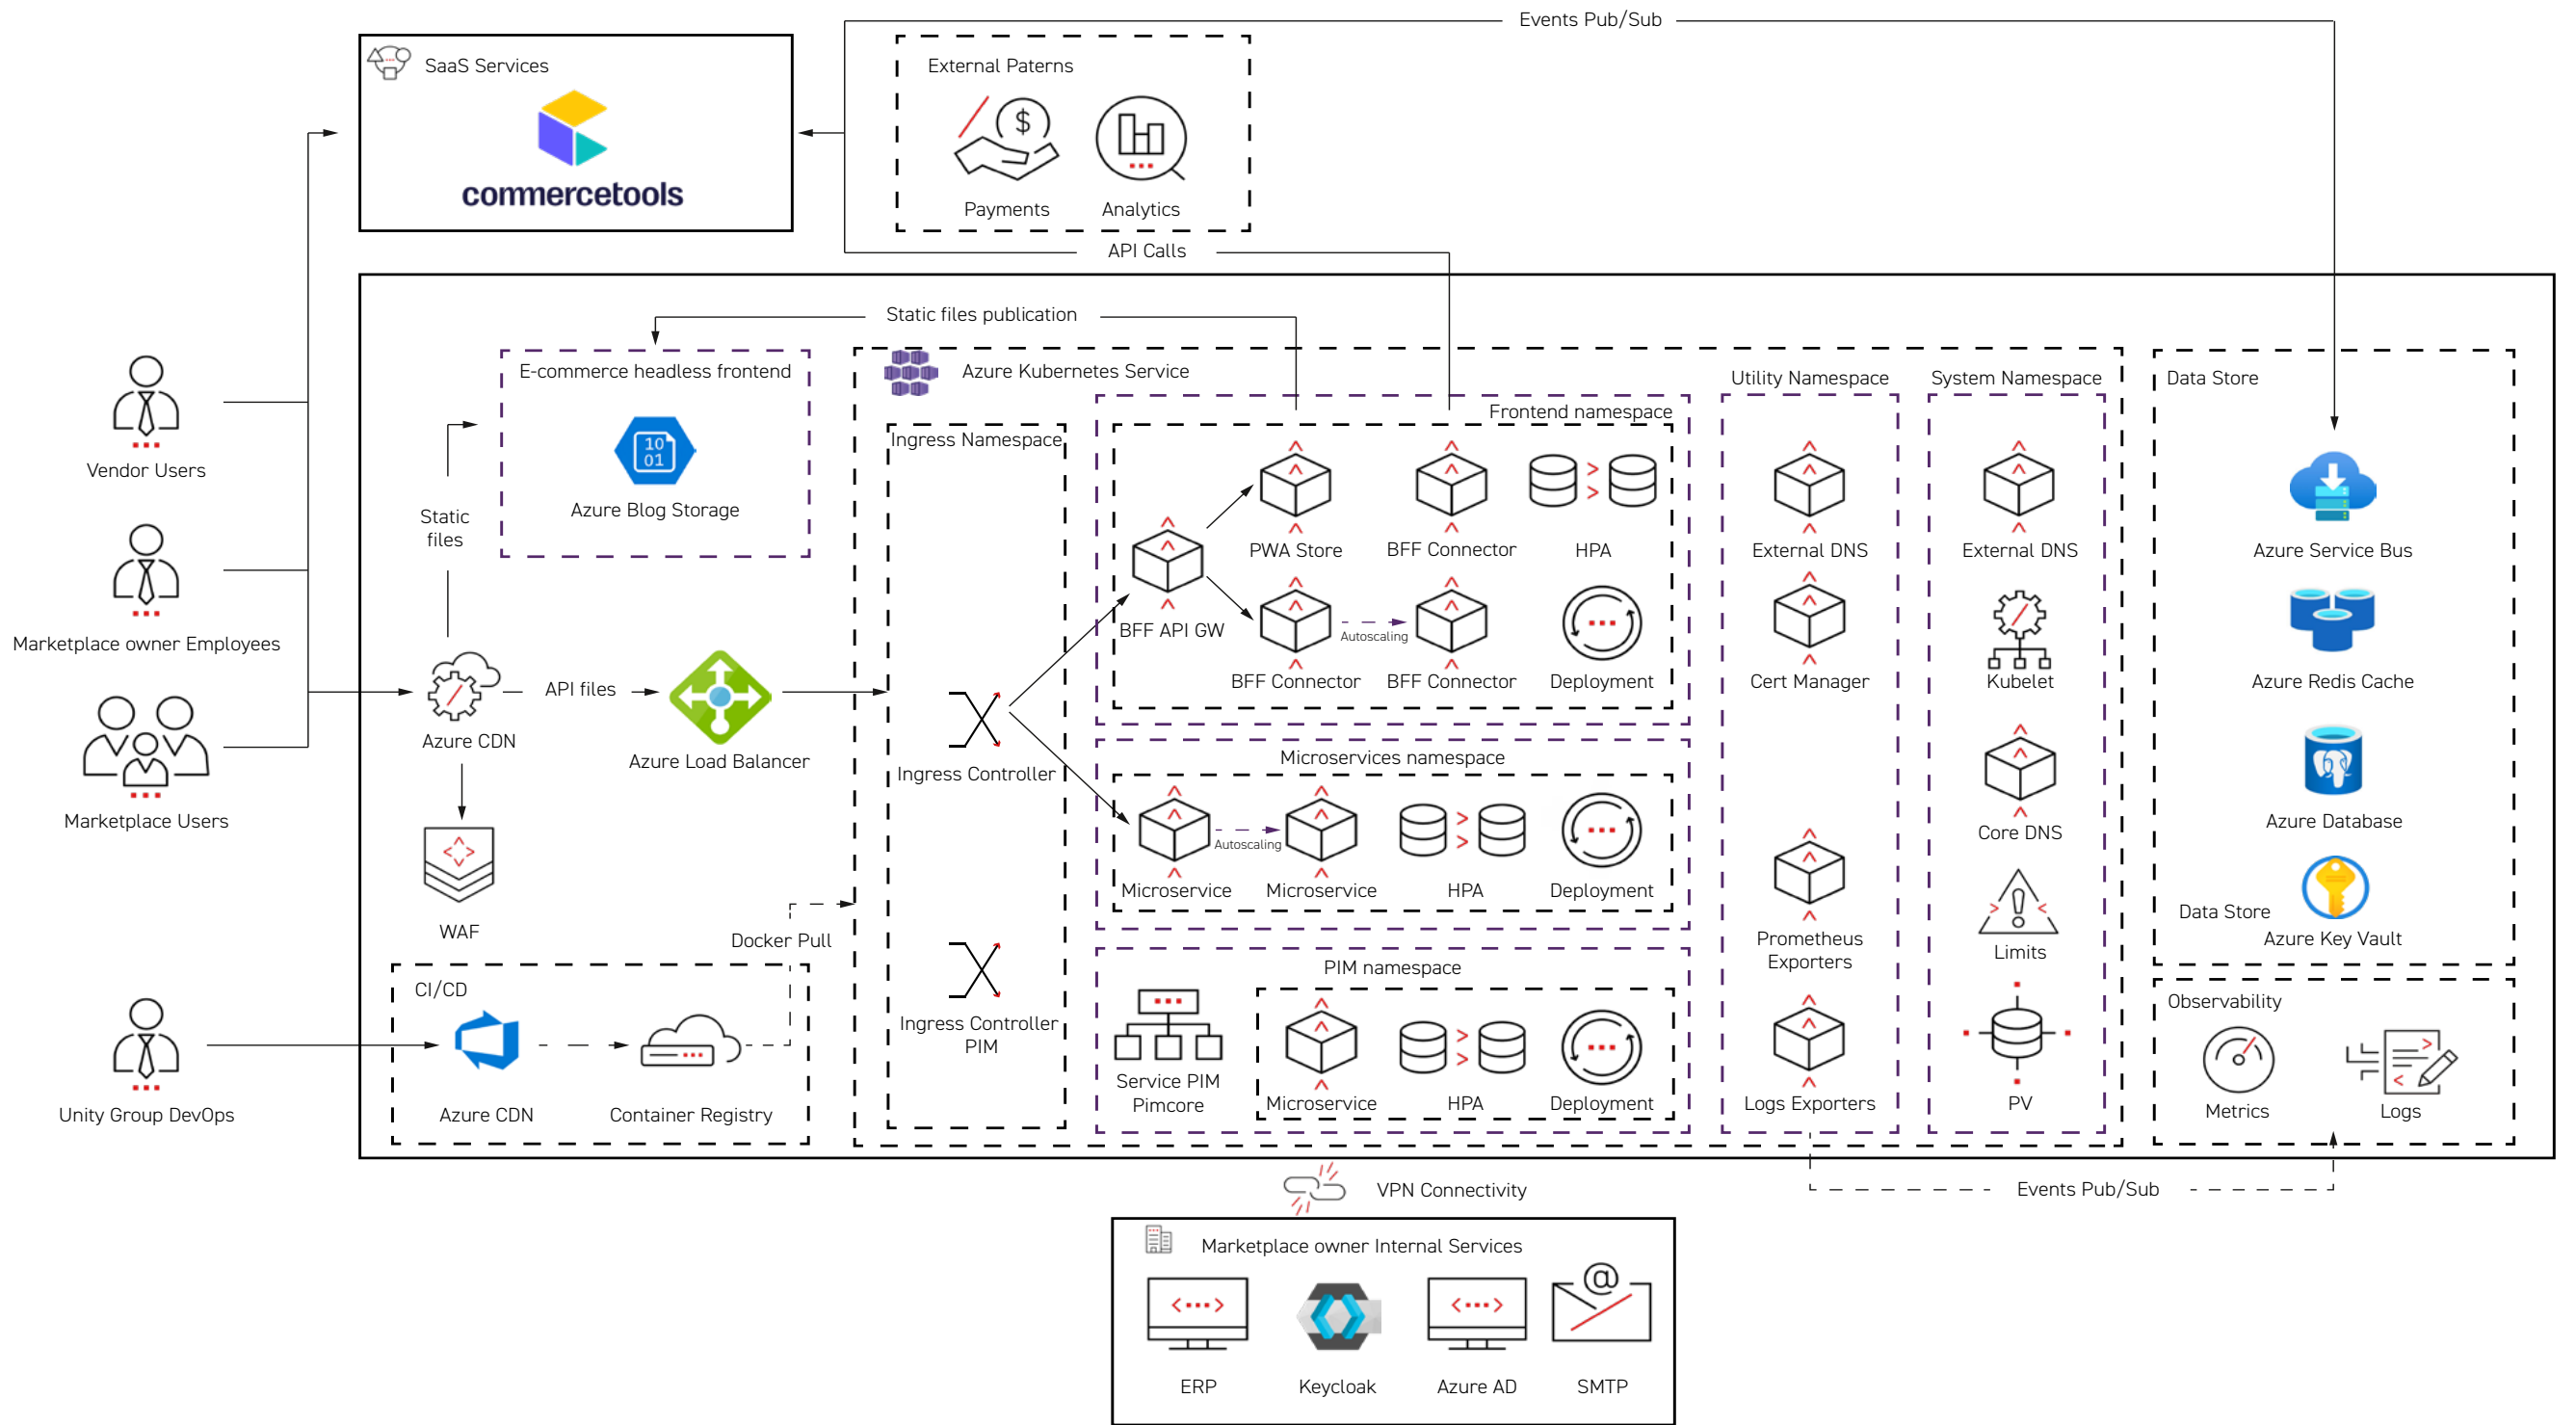 Events Pub/Sub
SaaS Services
commercetools
External Paterns
$
Payments
Analytics
API Calls
Static files publication
E-commerce headless frontend
10
01
Azure Blog Storage
Static
files
Vendor Users
Marketplace owner Employees
Marketplace Users
Unity Group DevOps
Azure CDN
API files
Azure Load Balancer
WAF
Docker Pull
CI/CD
Azure CDN
Container Registry
Azure Kubernetes Service
Ingress Namespace
Ingress Controller
Ingress Controller
PIM
Frontend namespace
BFF API GW
PWA Store
BFF Connector
HPA
BFF Connector
Autoscaling
BFF Connector
Deployment
Microservices namespace
Autoscaling
Microservice
Microservice
HPA
Deployment
PIM namespace
Service PIM
Pimcore
Microservice
HPA
Deployment
Utility Namespace
External DNS
Cert Manager
Prometheus
Exporters
Logs Exporters
System Namespace
External DNS
Kubelet
Core DNS
Limits
PV
Data Store
Azure Service Bus
Azure Redis Cache
Azure Database
Data Store
Azure Key Vault
Observability
Metrics
Logs
Events Pub/Sub
VPN Connectivity
Marketplace owner Internal Services
@
ERP
Keycloak
Azure AD
SMTP